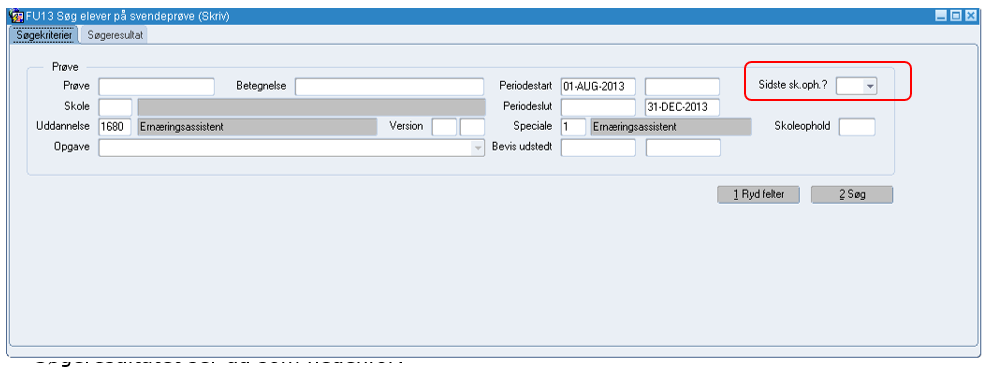 FU13 Søg elever på svendeprøve (Skriv)
Søgekriterier Søgeresultat
Prøve
Prøve Betegnelse Periodestart 01-AUG-2013 Sidste sk.oph.?
Skole Periodeslut 31-DEC-2013
Uddannelse 1680 Ernæringsassistent Version Speciale 1 Ernæringsassistent Skoleophold
Opgave Bevis udstedt
1 Ryd felter 2 Søg